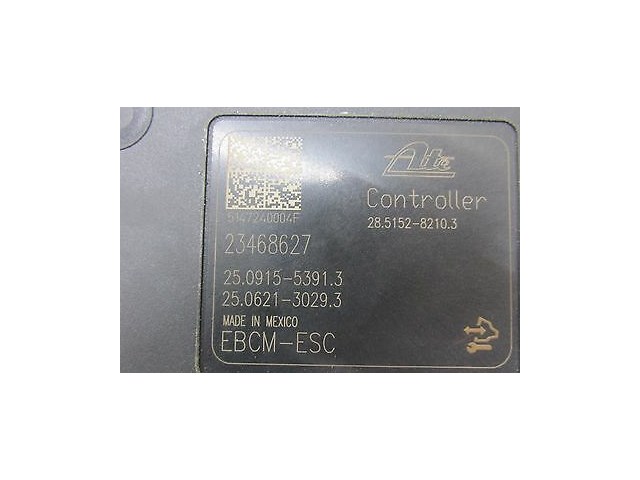 Ate
Controller
28.5152-8210.3
5147240004F
23468627
25.0915-5391.3
25.0621-3029.3
MADE IN MEXICO
EBCM-ESC